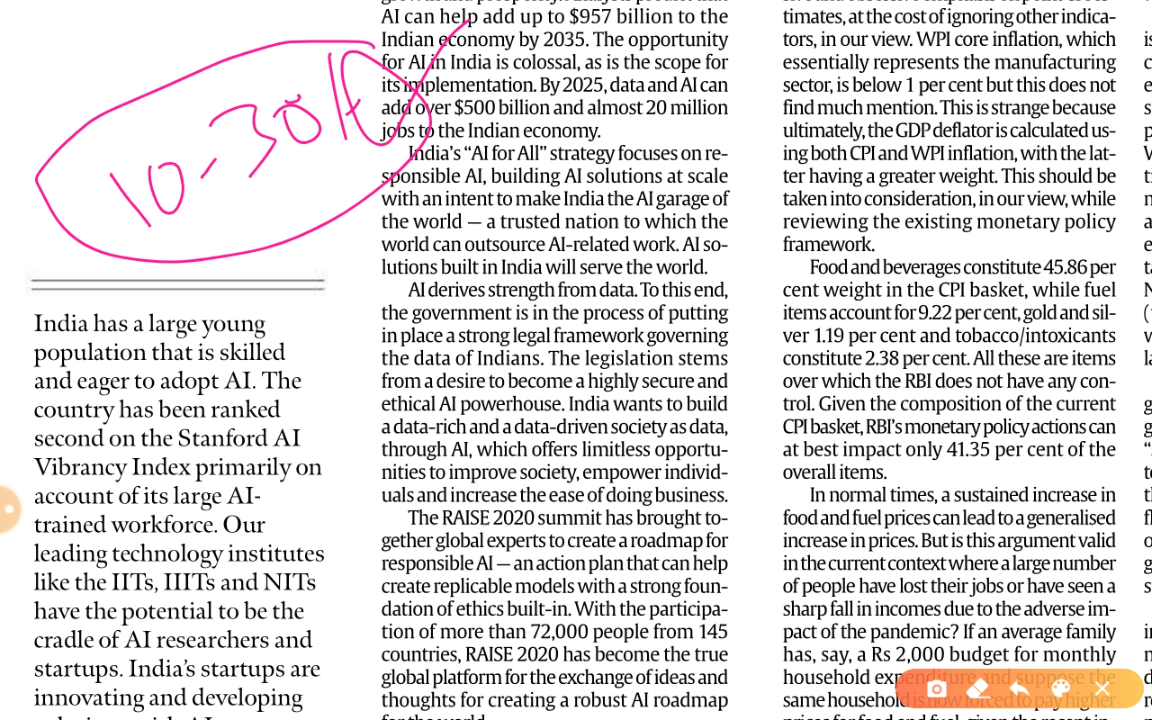 10-30
India has a large young
population that is skilled
and eager to adopt AI. The
country has been ranked
second on the Stanford AI
Vibrancy Index primarily on
account of its large AI-
trained workforce. Our
leading technology institutes
like the IITs, IIITs and NITs
have the potential to be the
cradle of AI researchers and
startups. India's startups are
innovating and developing
AI can help add up to $957 billion to the
Indian economy by 2035. The opportunity
for AI in India is colossal, as is the scope for
its implementation. By 2025, data and AI can
add over $500 billion and almost 20 million
jobs to the Indian economy.
India's “AI for All” strategy focuses on re-
sponsible AI, building AI solutions at scale
with an intent to make India the AI garage of
the world — a trusted nation to which the
world can outsource AI-related work. AI so-
lutions built in India will serve the world.
AI derives strength from data. To this end,
the government is in the process of putting
in place a strong legal framework governing
the data of Indians. The legislation stems
from a desire to become a highly secure and
ethical AI powerhouse. India wants to build
a data-rich and a data-driven society as data,
through AI, which offers limitless opportu-
nities to improve society, empower individ-
uals and increase the ease of doing business.
The RAISE 2020 summit has brought to-
gether global experts to create a roadmap for
responsible AI — an action plan that can help
create replicable models with a strong foun-
dation of ethics built-in. With the participa-
tion of more than 72,000 people from 145
countries, RAISE 2020 has become the true
global platform for the exchange of ideas and
thoughts for creating a robust AI roadmap
for the world.
timates, at the cost of ignoring other indica-
tors, in our view. WPI core inflation, which
essentially represents the manufacturing
sector, is below 1 per cent but this does not
find much mention. This is strange because
ultimately, the GDP deflator is calculated us-
ing both CPI and WPI inflation, with the lat-
ter having a greater weight. This should be
taken into consideration, in our view, while
reviewing the existing monetary policy
framework.
Food and beverages constitute 45.86 per
cent weight in the CPI basket, while fuel
items account for 9.22 per cent, gold and sil-
ver 1.19 per cent and tobacco/intoxicants
constitute 2.38 per cent. All these are items
over which the RBI does not have any con-
trol. Given the composition of the current
CPI basket, RBI's monetary policy actions can
at best impact only 41.35 per cent of the
overall items.
In normal times, a sustained increase in
food and fuel prices can lead to a generalised
increase in prices. But is this argument valid
in the current context where a large number
of people have lost their jobs or have seen a
sharp fall in incomes due to the adverse im-
pact of the pandemic? If an average family
has, say, a Rs 2,000 budget for monthly
household expenditure and suppose the
same household is now forced to pay higher